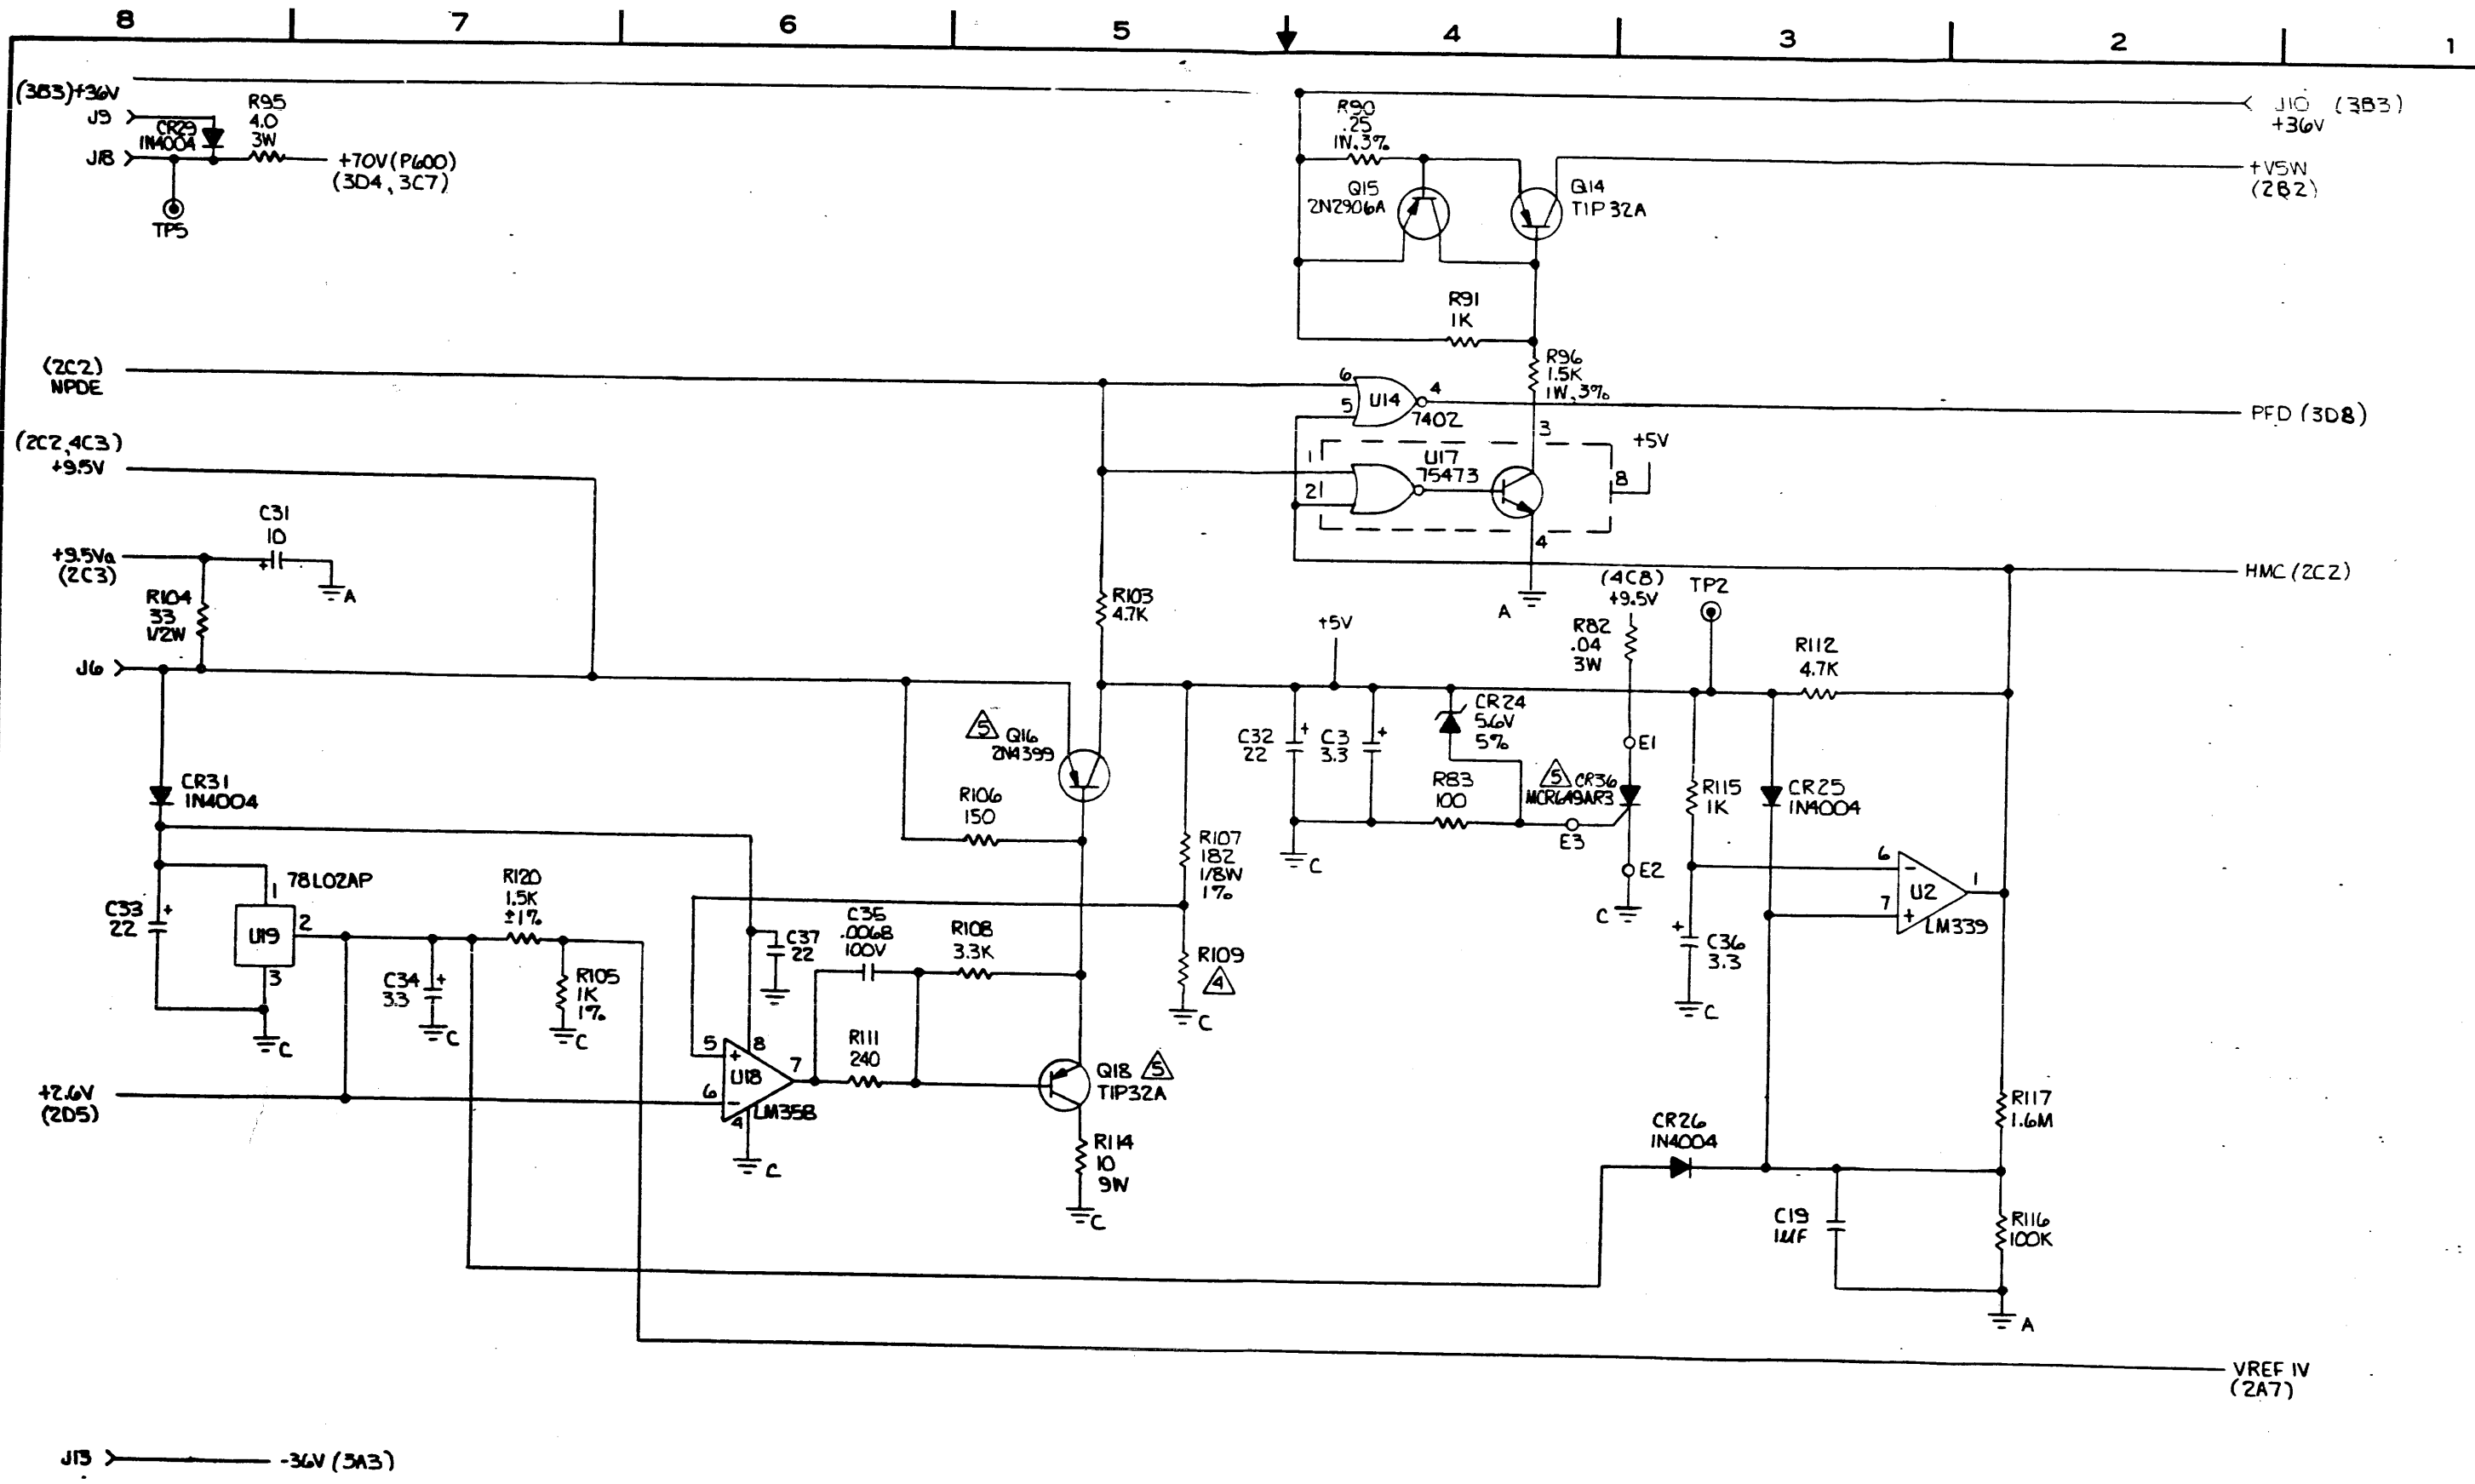 8 7 6 5 4 3 2 1
(3B3)+36V
J9
CR29
1N4004
R95
4.0
3W
J18
+70V (P600)
(3D4, 3C7)
TP5
R90
.25
1W,3%
J10 (3B3)
+36V
Q15
2N2906A
Q14
TIP32A
+VSW
(2B2)
R91
1K
(2C2)
NPDE
R96
1.5K
1W,3%
6
5
U14
4
7402
PFD (3D8)
(2C2,4C3)
+9.5V
3
+5V
1
2
U17
75473
8
4
A
C31
10
+
A
+9.5Va
(2C3)
HMC (2C2)
R104
33
1/2W
R103
4.7K
(4C8)
+9.5V
TP2
+5V
R82
.04
3W
R112
4.7K
J6
5
Q16
2N4399
C32
22
+
C3
3.3
+
CR24
5.6V
5%
E1
CR31
1N4004
R106
150
R83
100
5
CR36
MCR649AR3
R115
1K
CR25
1N4004
E3
E2
C
C
R107
182
1/8W
1%
78L02AP
1
C33
22
+
U19
2
3
C
R120
1.5K
±1%
C34
3.3
+
C
R105
1K
1%
C
C35
.0068
100V
C37
22
R108
3.3K
R109
4
C
6
-
U2
1
7
+
LM339
+
C36
3.3
C
5
+
8
U18
7
6
-
4
LM358
C
R111
240
Q18
5
TIP32A
+2.6V
(2D5)
R114
10
9W
C
CR26
1N4004
R117
1.6M
C19
1UF
R116
100K
A
VREF IV
(2A7)
J13
-36V (3A3)